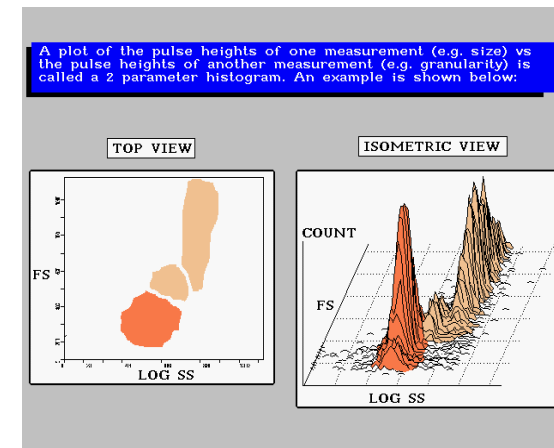 A plot of the pulse heights of one measurement (e.g. size) vs
the pulse heights of another measurement (e.g. granularity) is
called a 2 parameter histogram. An example is shown below:
TOP VIEW
ISOMETRIC VIEW
FS
LOG SS
COUNT
FS
LOG SS